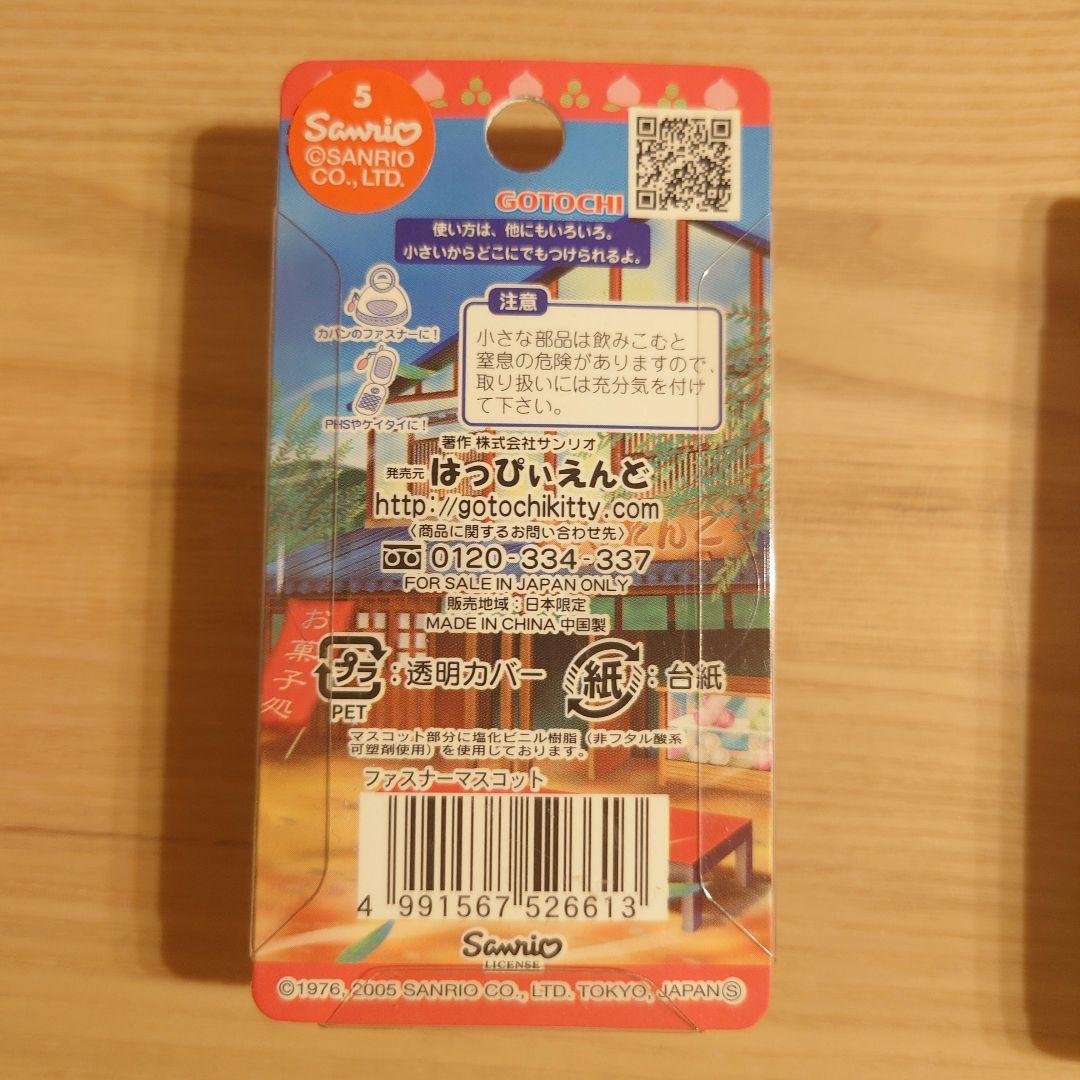 5
Sanrio
©SANRIO
CO., LTD.
GOTOCHI
使い方は、他にもいろいろ。
小さいからどこにでもつけられるよ。
カバンのファスナーに!
PHSやケイタイに!
注意
小さな部品は飲みこむと
窒息の危険がありますので、
取り扱いには充分気を付け
て下さい。
著作 株式会社サンリオ
発売元 はっぴぃえんど
http://gotochikitty.com
〈商品に関するお問い合わせ先〉
0120-334-337
FOR SALE IN JAPAN ONLY
販売地域:日本限定
MADE IN CHINA 中国製
お菓子処
プラ:透明カバー
PET
紙:台紙
マスコット部分に塩化ビニル樹脂(非フタル酸系
可塑剤使用)を使用じております。
ファスナーマスコット
4 991567 526613
Sanrio
LICENSE
©1976, 2005 SANRIO CO., LTD. TOKYO, JAPAN Ⓢ